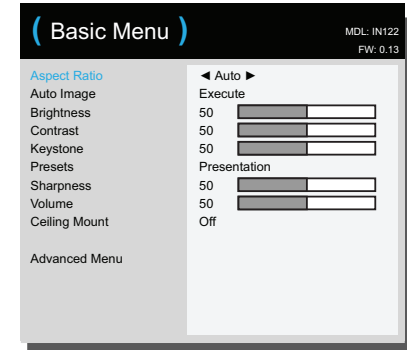 ( Basic Menu )
MDL: IN122
FW: 0.13
Aspect Ratio ◄ Auto ►
Auto Image Execute
Brightness 50
Contrast 50
Keystone 50
Presets Presentation
Sharpness 50
Volume 50
Ceiling Mount Off
Advanced Menu